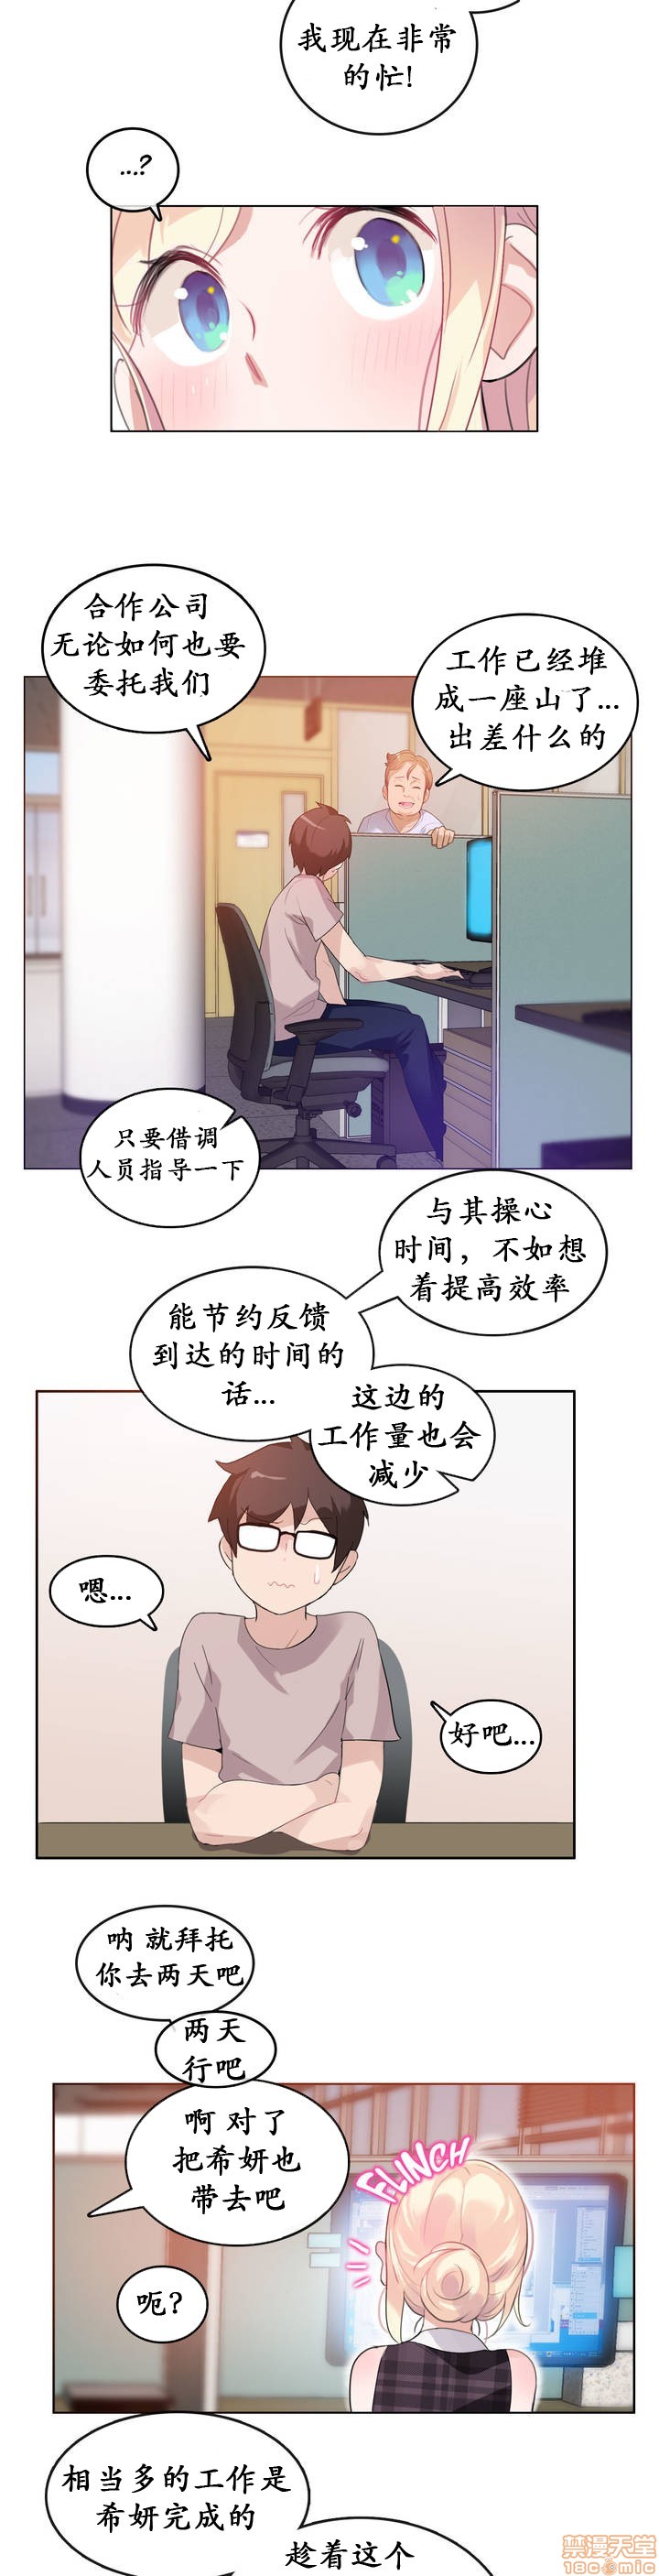 我现在非常
的忙!
...?
合作公司
无论如何也要
委托我们
工作已经堆
成一座山了...
出差什么的
只要借调
人员指导一下
与其操心
时间，不如想
着提高效率
能节约反馈
到达的时间的
话...
这边的
工作量也会
减少
嗯...
好吧...
呐 就拜托
你去两天吧
两天
行吧
啊 对了
把希妍也
带去吧
FLINCH
呃?
相当多的工作是
希妍完成的
趁着这个
禁漫天堂
18comic